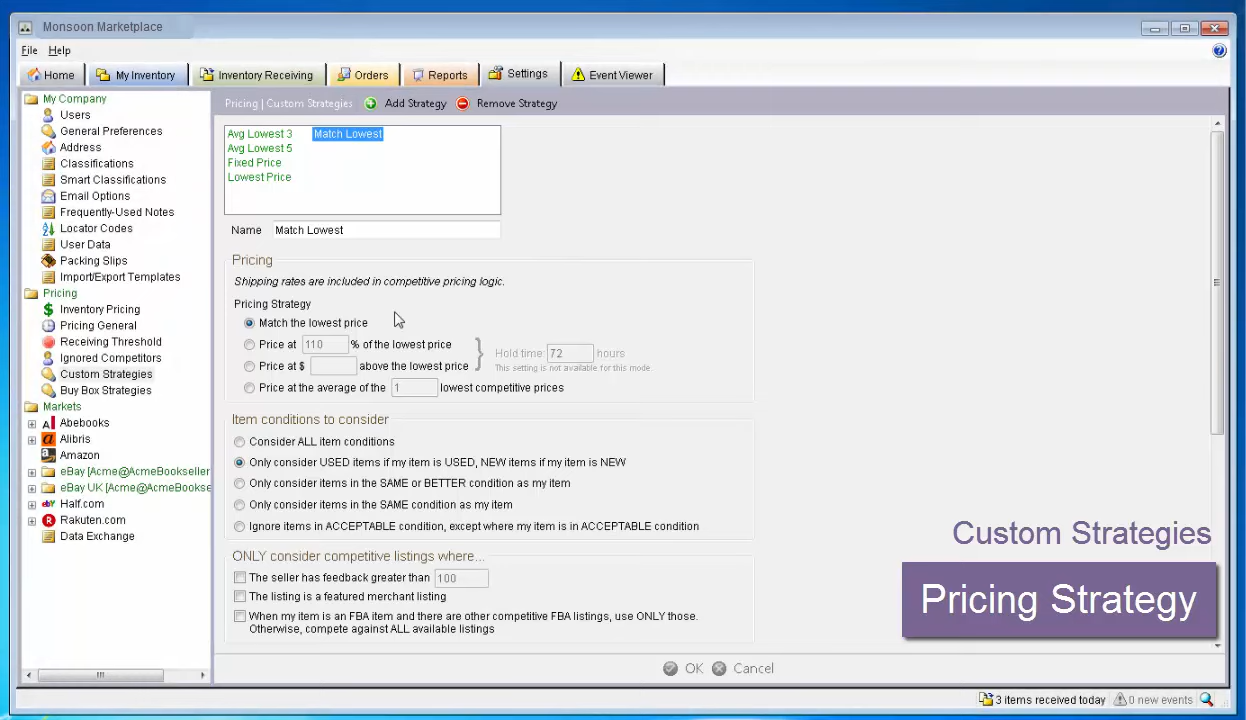 Monsoon Marketplace
File Help
Home My Inventory Inventory Receiving Orders Reports Settings Event Viewer
My Company
Users
General Preferences
Address
Classifications
Smart Classifications
Email Options
Frequently-Used Notes
Locator Codes
User Data
Packing Slips
Import/Export Templates
Pricing
Inventory Pricing
Pricing General
Receiving Threshold
Ignored Competitors
Custom Strategies
Buy Box Strategies
Markets
Abebooks
Alibris
Amazon
eBay [Acme@AcmeBookseller
eBay UK [Acme@AcmeBookse
Half.com
Rakuten.com
Data Exchange
Pricing | Custom Strategies Add Strategy Remove Strategy
Avg Lowest 3 Match Lowest
Avg Lowest 5
Fixed Price
Lowest Price
Name Match Lowest
Pricing
Shipping rates are included in competitive pricing logic.
Pricing Strategy
Match the lowest price
Price at 110 % of the lowest price
Price at $ above the lowest price
Hold time: 72 hours
This setting is not available for this mode
Price at the average of the 1 lowest competitive prices
Item conditions to consider
Consider ALL item conditions
Only consider USED items if my item is USED, NEW items if my item is NEW
Only consider items in the SAME or BETTER condition as my item
Only consider items in the SAME condition as my item
Ignore items in ACCEPTABLE condition, except where my item is in ACCEPTABLE condition
ONLY consider competitive listings where...
The seller has feedback greater than 100
The listing is a featured merchant listing
When my item is an FBA item and there are other competitive FBA listings, use ONLY those.
Otherwise, compete against ALL available listings
OK Cancel
Custom Strategies
Pricing Strategy
3 items received today 0 new events